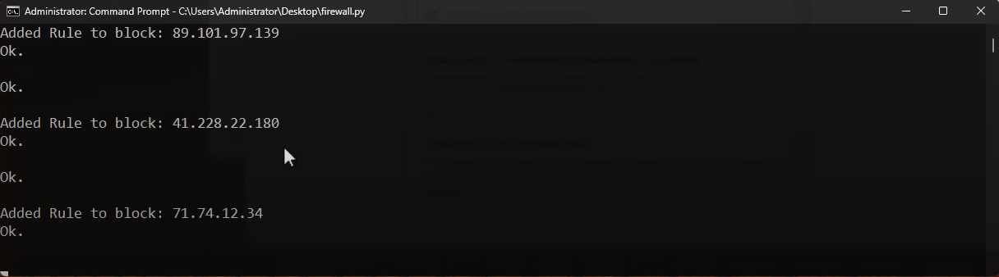 Administrator: Command Prompt - C:\Users\Administrator\Desktop\firewall.py
Added Rule to block: 89.101.97.139
Ok.
Ok.
Added Rule to block: 41.228.22.180
Ok.
Ok.
Added Rule to block: 71.74.12.34
Ok.